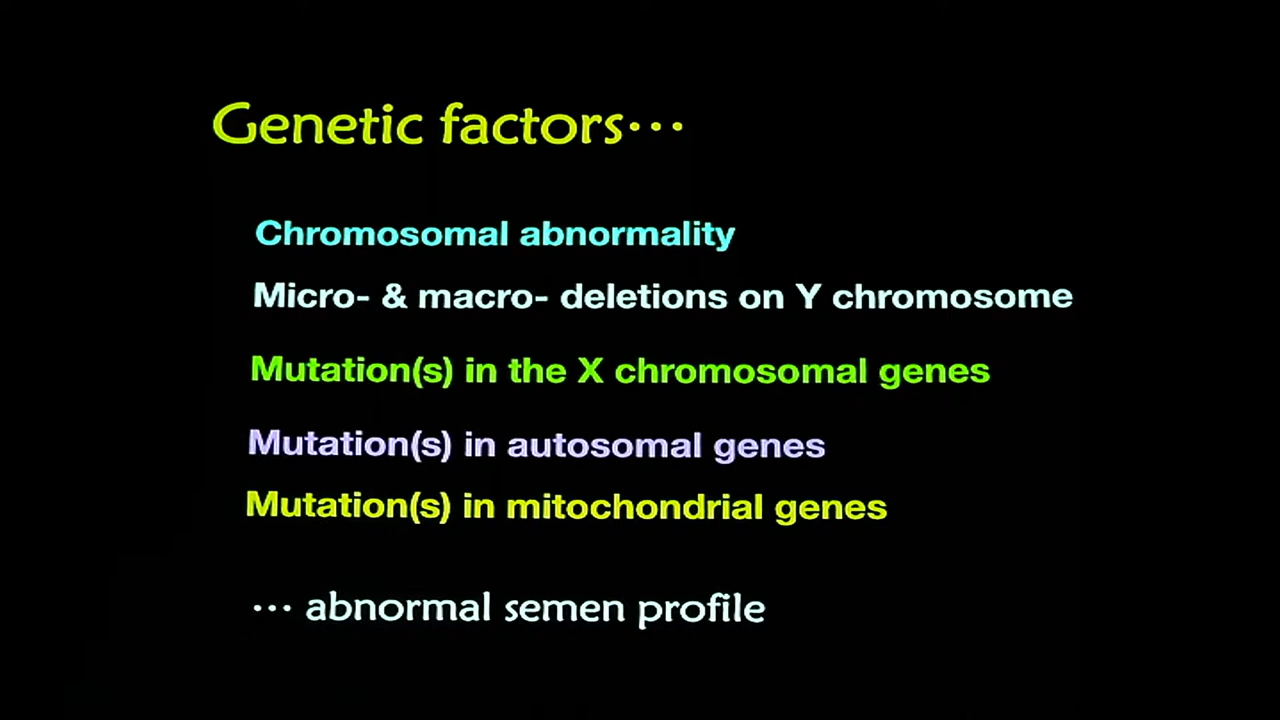 Genetic factors···
Chromosomal abnormality
Micro- & macro- deletions on Y chromosome
Mutation(s) in the X chromosomal genes
Mutation(s) in autosomal genes
Mutation(s) in mitochondrial genes
··· abnormal semen profile